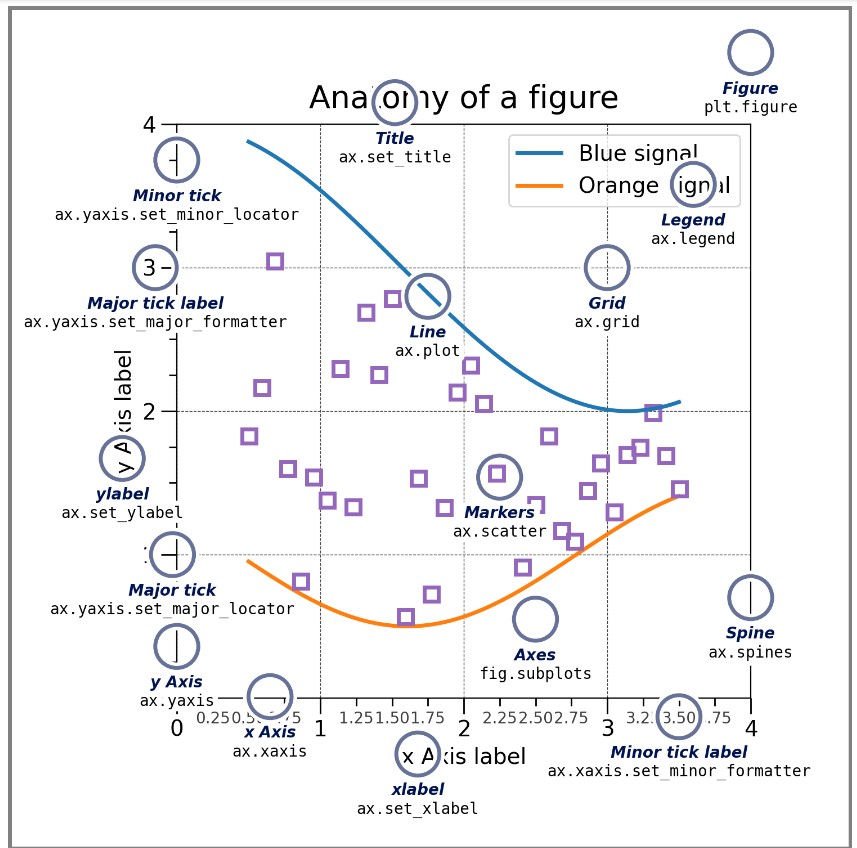 Figure
plt.figure
Anatomy of a figure
Title
ax.set_title
4
Blue signal
Orange signal
Legend
ax.legend
Minor tick
ax.yaxis.set_minor_locator
3
Major tick label
ax.yaxis.set_major_formatter
Grid
ax.grid
Line
ax.plot
y Axis label
2
ylabel
ax.set_ylabel
Markers
ax.scatter
Major tick
ax.yaxis.set_major_locator
Axes
fig.subplots
Spine
ax.spines
y Axis
ax.yaxis
0 0.25 1 1.25 1.50 1.75 2 2.25 2.50 2.75 3 3.50 4
x Axis
ax.xaxis
x Axis label
Minor tick label
ax.xaxis.set_minor_formatter
xlabel
ax.set_xlabel